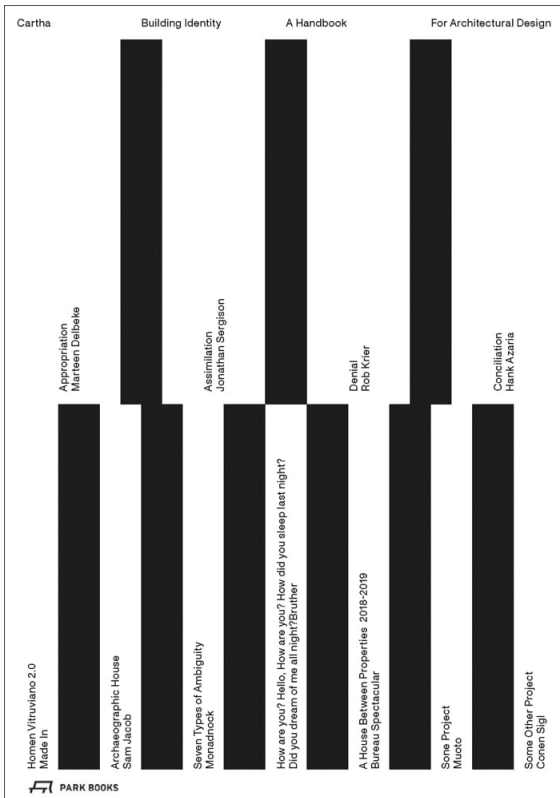 Cartha
Building Identity
A Handbook
For Architectural Design
Appropriation
Marteen Delbeke
Assimilation
Jonathan Sergison
Denial
Rob Krier
Conciliation
Hank Azaria
Homen Vitruviano 2.0
Made In
Archaeographic House
Sam Jacob
Seven Types of Ambiguity
Monadnock
How are you? Hello, How are you? How did you sleep last night?
Did you dream of me all night?Bruther
A House Between Properties 2018-2019
Bureau Spectacular
Sone Project
Muoto
Some Other Project
Conen Sigl
PARK BOOKS